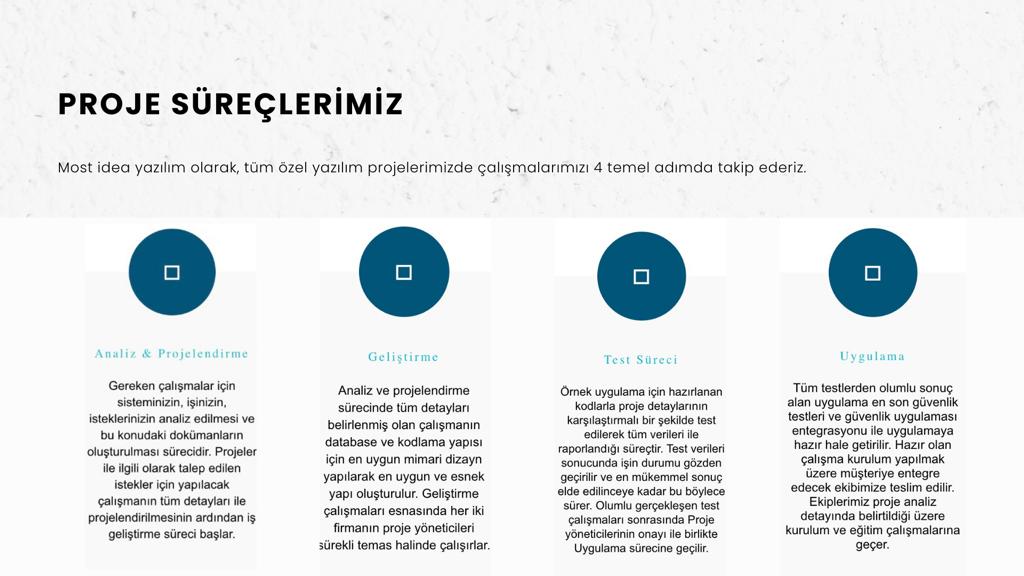 PROJE SÜREÇLERİMİZ
Most idea yazılım olarak, tüm özel yazılım projelerimizde çalışmalarımızı 4 temel adımda takip ederiz.
Analiz & Projelendirme
Gereken çalışmalar için
sisteminizin, işinizin,
isteklerinizin analiz edilmesi ve
bu konudaki dokümanların
oluşturulması sürecidir. Projeler
ile ilgili olarak talep edilen
istekler için yapılacak
çalışmanın tüm detayları ile
projelendirilmesinin ardından iş
geliştirme süreci başlar.
Geliştirme
Analiz ve projelendirme
sürecinde tüm detayları
belirlenmiş olan çalışmanın
database ve kodlama yapısı
için en uygun mimari dizayn
yapılarak en uygun ve esnek
yapı oluşturulur. Geliştirme
çalışmaları esnasında her iki
firmanın proje yöneticileri
sürekli temas halinde çalışırlar.
Test Süreci
Örnek uygulama için hazırlanan
kodlarla proje detaylarının
karşılaştırmalı bir şekilde test
edilerek tüm verileri ile
raporlandığı süreçtir. Test verileri
sonucunda işin durumu gözden
geçirilir ve en mükemmel sonuç
elde edilinceye kadar bu böylece
sürer. Olumlu gerçekleşen test
çalışmaları sonrasında Proje
yöneticilerinin onayı ile birlikte
Uygulama sürecine geçilir.
Uygulama
Tüm testlerden olumlu sonuç
alan uygulama en son güvenlik
testleri ve güvenlik uygulaması
entegrasyonu ile uygulamaya
hazır hale getirilir. Hazır olan
çalışma kurulum yapılmak
üzere müşteriye entegre
edecek ekibimize teslim edilir.
Ekiplerimiz proje analiz
detayında belirtildiği üzere
kurulum ve eğitim çalışmalarına
geçer.